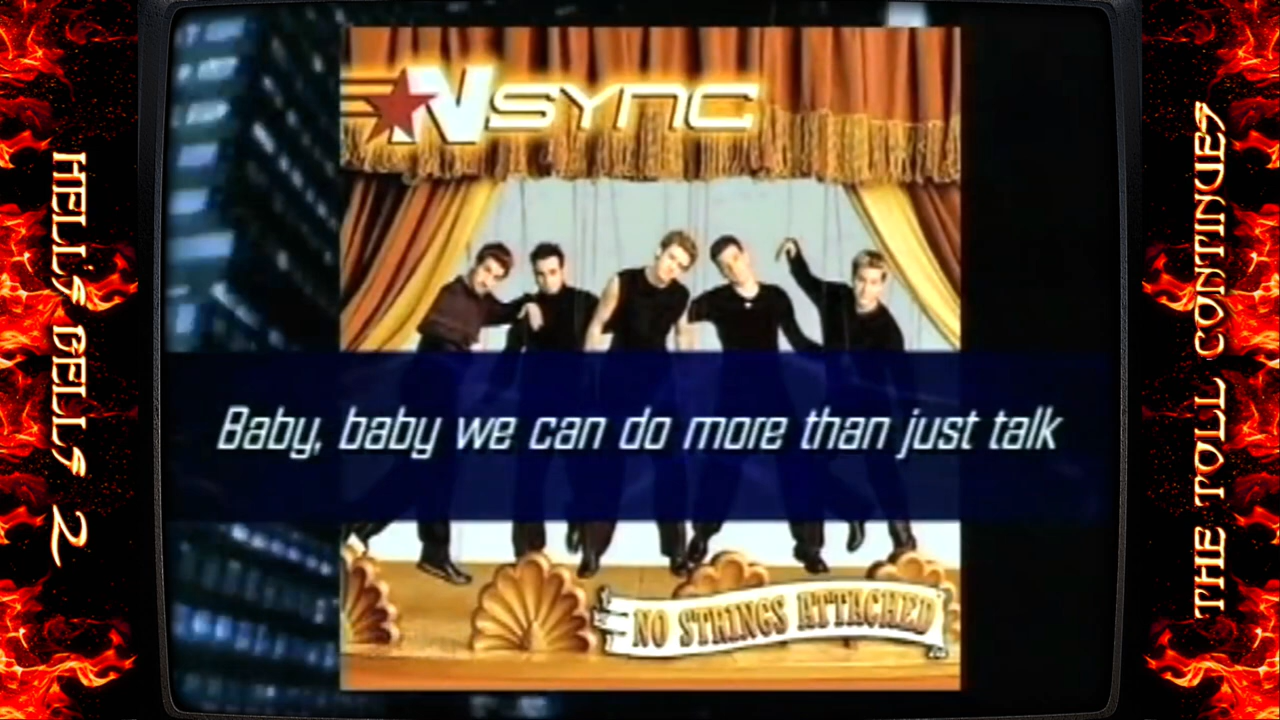 HELL'S BELLS 2
NSYNC
Baby, baby we can do more than just talk
NO STRINGS ATTACHED
THE TOLL CONTINUES